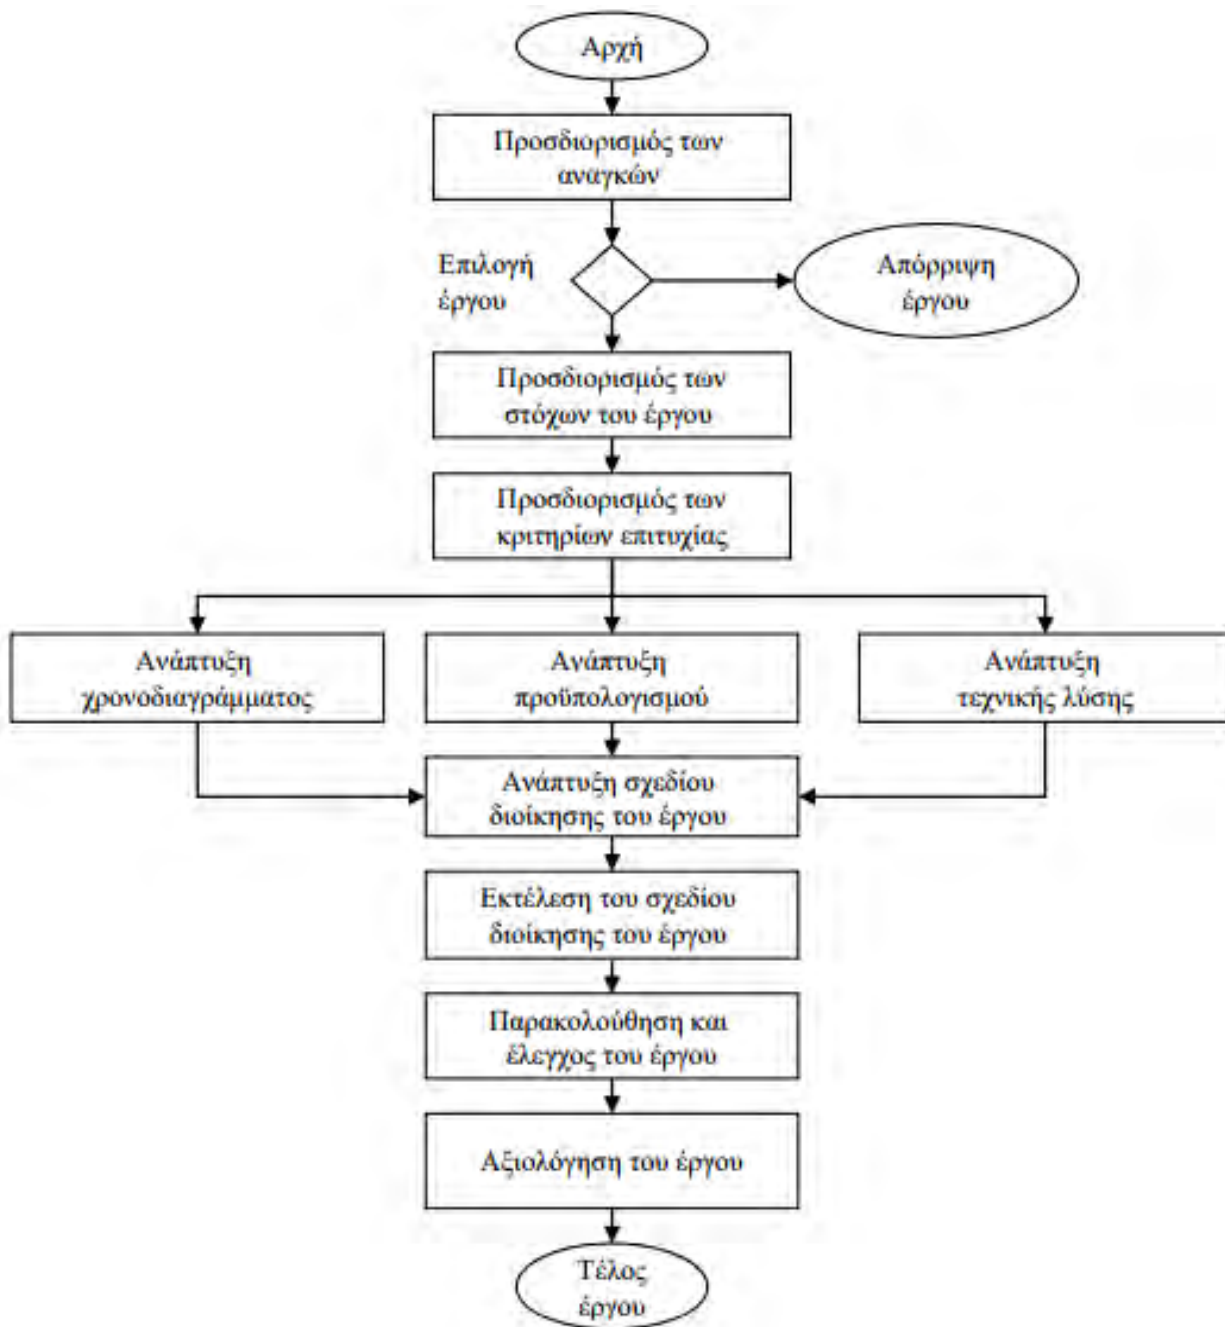 Αρχή
Προσδιορισμός των
αναγκών
Επιλογή
έργου
Απόρριψη
έργου
Προσδιορισμός των
στόχων του έργου
Προσδιορισμός των
κριτηρίων επιτυχίας
Ανάπτυξη
χρονοδιαγράμματος
Ανάπτυξη
προϋπολογισμού
Ανάπτυξη
τεχνικής λύσης
Ανάπτυξη σχεδίου
διοίκησης του έργου
Εκτέλεση του σχεδίου
διοίκησης του έργου
Παρακολούθηση και
έλεγχος του έργου
Αξιολόγηση του έργου
Τέλος
έργου